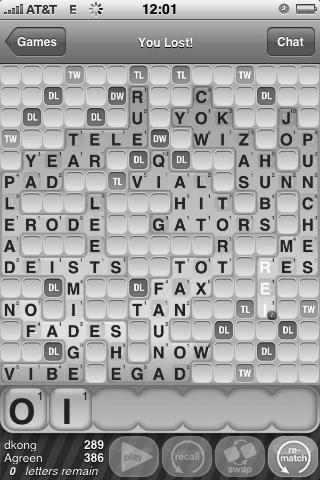 AT&T E 12:01
Games You Lost! Chat
TW TL TL TW
DL DW R C DL
DL DL U YOK J
TW TELE DW WIZ OP
YEAR DL Q DL AH U
PAD TL VIAL SUNN
L L HIT B C
ERODE GATORS H
A E R ME
DEISTS TOT RES
DL M DL FAX E
NO I TAN TL I TW
FADES U DL DL
DL G H NOW DL
VIBE EGAD TW
O I
dkong 289
Agreen 386
0 letters remain
play recall swap re-match